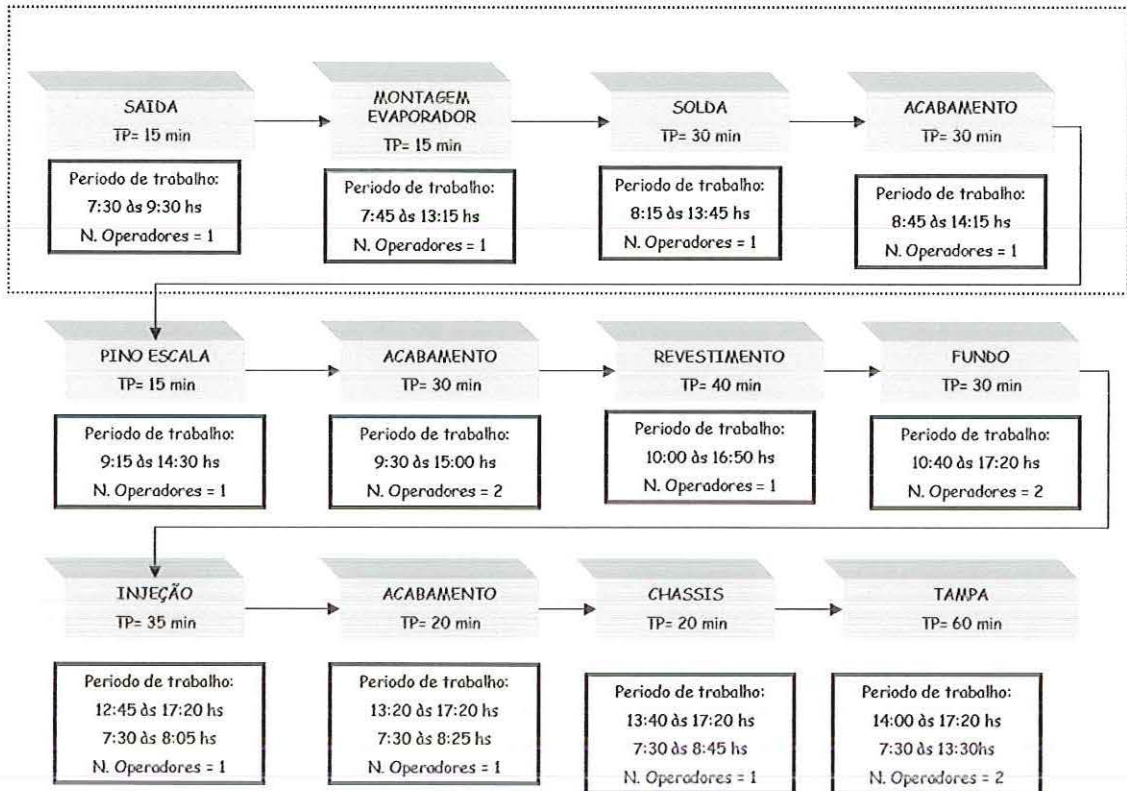 SAIDA
TP= 15 min
Periodo de trabalho:
7:30 às 9:30 hs
N. Operadores = 1
MONTAGEM
EVAPORADOR
TP= 15 min
Periodo de trabalho:
7:45 às 13:15 hs
N. Operadores = 1
SOLDA
TP= 30 min
Periodo de trabalho:
8:15 às 13:45 hs
N. Operadores = 1
ACABAMENTO
TP= 30 min
Periodo de trabalho:
8:45 às 14:15 hs
N. Operadores = 1
PINO ESCALA
TP= 15 min
Periodo de trabalho:
9:15 às 14:30 hs
N. Operadores = 1
ACABAMENTO
TP= 30 min
Periodo de trabalho:
9:30 às 15:00 hs
N. Operadores = 2
REVESTIMENTO
TP= 40 min
Periodo de trabalho:
10:00 às 16:50 hs
N. Operadores = 1
FUNDO
TP= 30 min
Periodo de trabalho:
10:40 às 17:20 hs
N. Operadores = 2
INJEÇÃO
TP= 35 min
Periodo de trabalho:
12:45 às 17:20 hs
7:30 às 8:05 hs
N. Operadores = 1
ACABAMENTO
TP= 20 min
Periodo de trabalho:
13:20 às 17:20 hs
7:30 às 8:25 hs
N. Operadores = 1
CHASSIS
TP= 20 min
Periodo de trabalho:
13:40 às 17:20 hs
7:30 às 8:45 hs
N. Operadores = 1
TAMPA
TP= 60 min
Periodo de trabalho:
14:00 às 17:20 hs
7:30 às 13:30hs
N. Operadores = 2